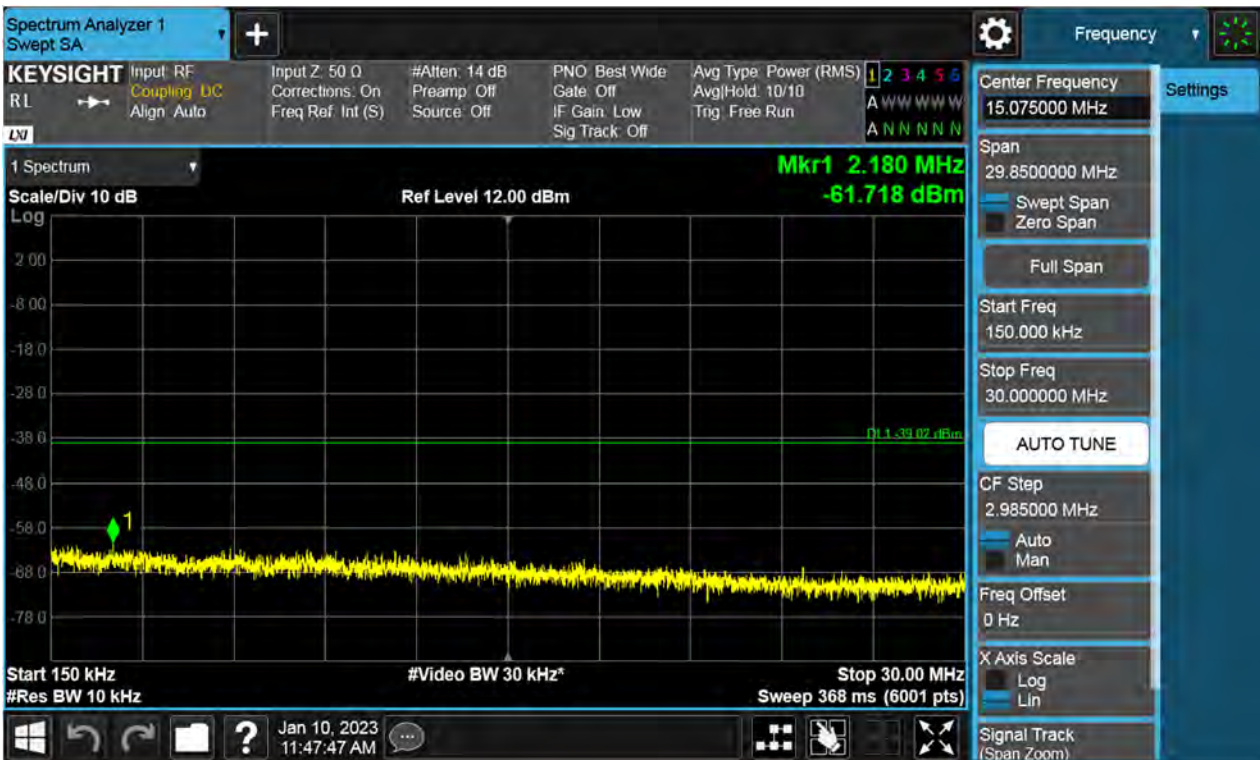 Spectrum Analyzer 1
Swept SA
+
Frequency
KEYSIGHT
RL
LXI
Input: RF
Coupling: DC
Align: Auto
Input Z: 50 Ω
Corrections: On
Freq Ref: Int (S)
#Atten: 14 dB
Preamp: Off
Source: Off
PNO: Best Wide
Gate: Off
IF Gain: Low
Sig Track: Off
Avg Type: Power (RMS)
Avg|Hold: 10/10
Trig: Free Run
1 2 3 4 5 6
A W W W W W
A N N N N N
1 Spectrum
Scale/Div 10 dB
Log
Ref Level 12.00 dBm
Mkr1 2.180 MHz
-61.718 dBm
2.00
-8.00
-18.0
-28.0
-38.0
DL1 -39.02 dBm
-48.0
-58.0
1
-68.0
-78.0
Start 150 kHz
#Video BW 30 kHz*
Stop 30.00 MHz
#Res BW 10 kHz
Sweep 368 ms (6001 pts)
Center Frequency
15.075000 MHz
Settings
Span
29.8500000 MHz
Swept Span
Zero Span
Full Span
Start Freq
150.000 kHz
Stop Freq
30.000000 MHz
AUTO TUNE
CF Step
2.985000 MHz
Auto
Man
Freq Offset
0 Hz
X Axis Scale
Log
Lin
Signal Track
(Span Zoom)
?
Jan 10, 2023
11:47:47 AM